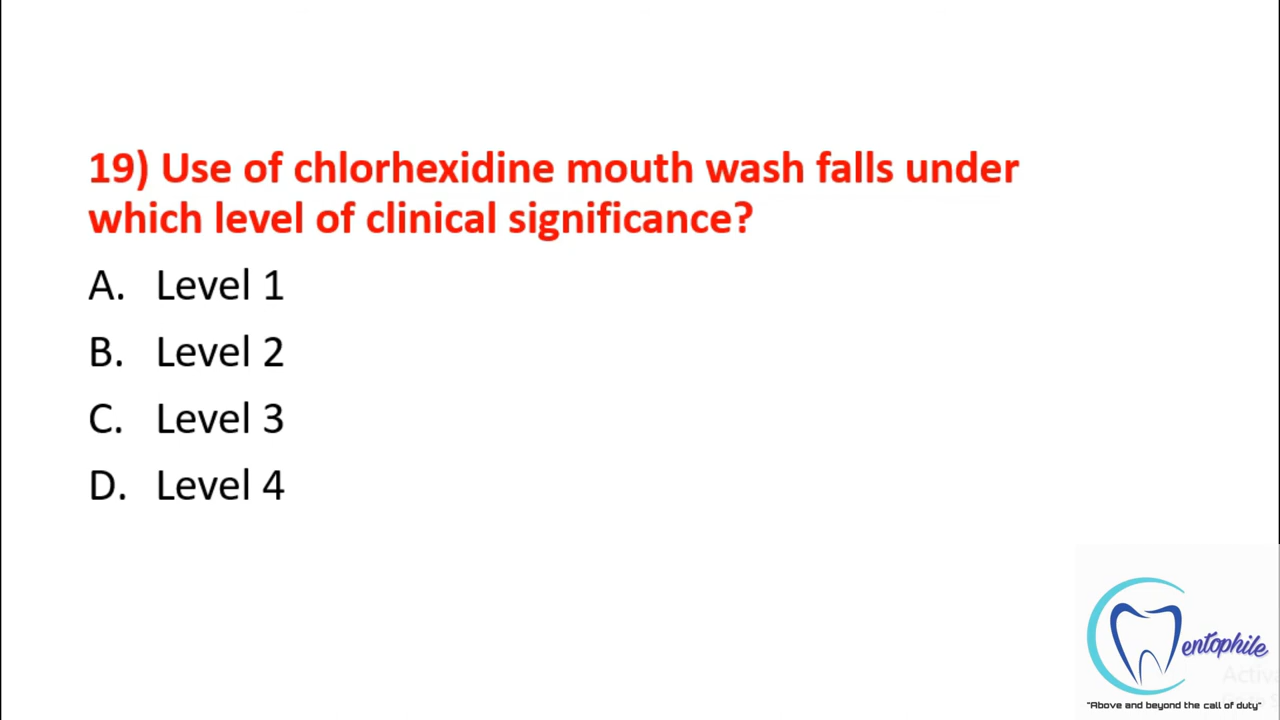 19) Use of chlorhexidine mouth wash falls under
which level of clinical significance?
A. Level 1
B. Level 2
C. Level 3
D. Level 4
entophile
"Above and beyond the call of duty"